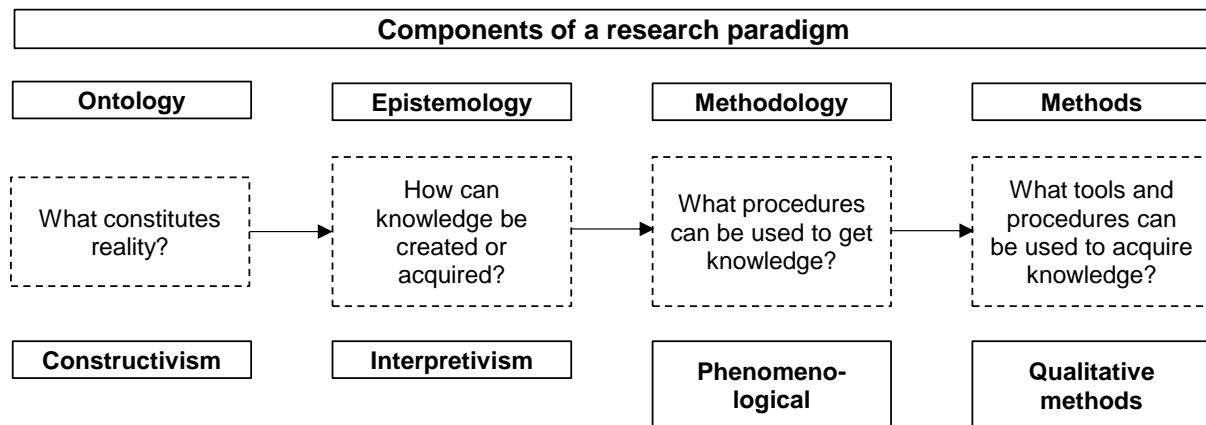 Components of a research paradigm
Ontology
Epistemology
Methodology
Methods
What constitutes
reality?
How can
knowledge be
created or
acquired?
What procedures
can be used to get
knowledge?
What tools and
procedures can
be used to acquire
knowledge?
Constructivism
Interpretivism
Phenomeno-
logical
Qualitative
methods